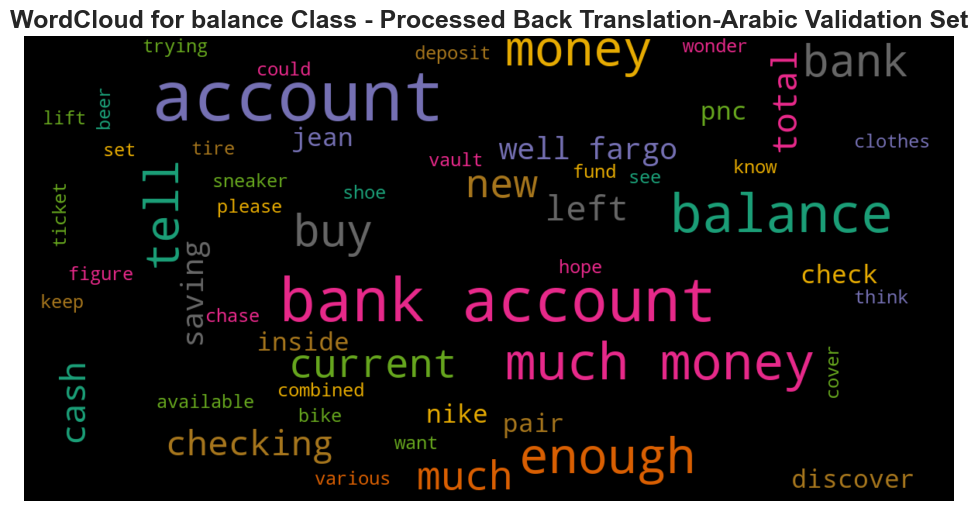 WordCloud for balance Class - Processed Back Translation-Arabic Validation Set
trying
deposit
money
wonder
bank
could
account
total
lift
beer
pnc
jean
well fargo
clothes
set
tire
vault
know
fund
see
tell
sneaker
shoe
new
ticket
please
left
balance
buy
saving
figure
hope
check
keep
chase
bank account
think
inside
current
much money
cover
cash
combined
available
bike
nike
pair
checking
want
enough
various
much
discover